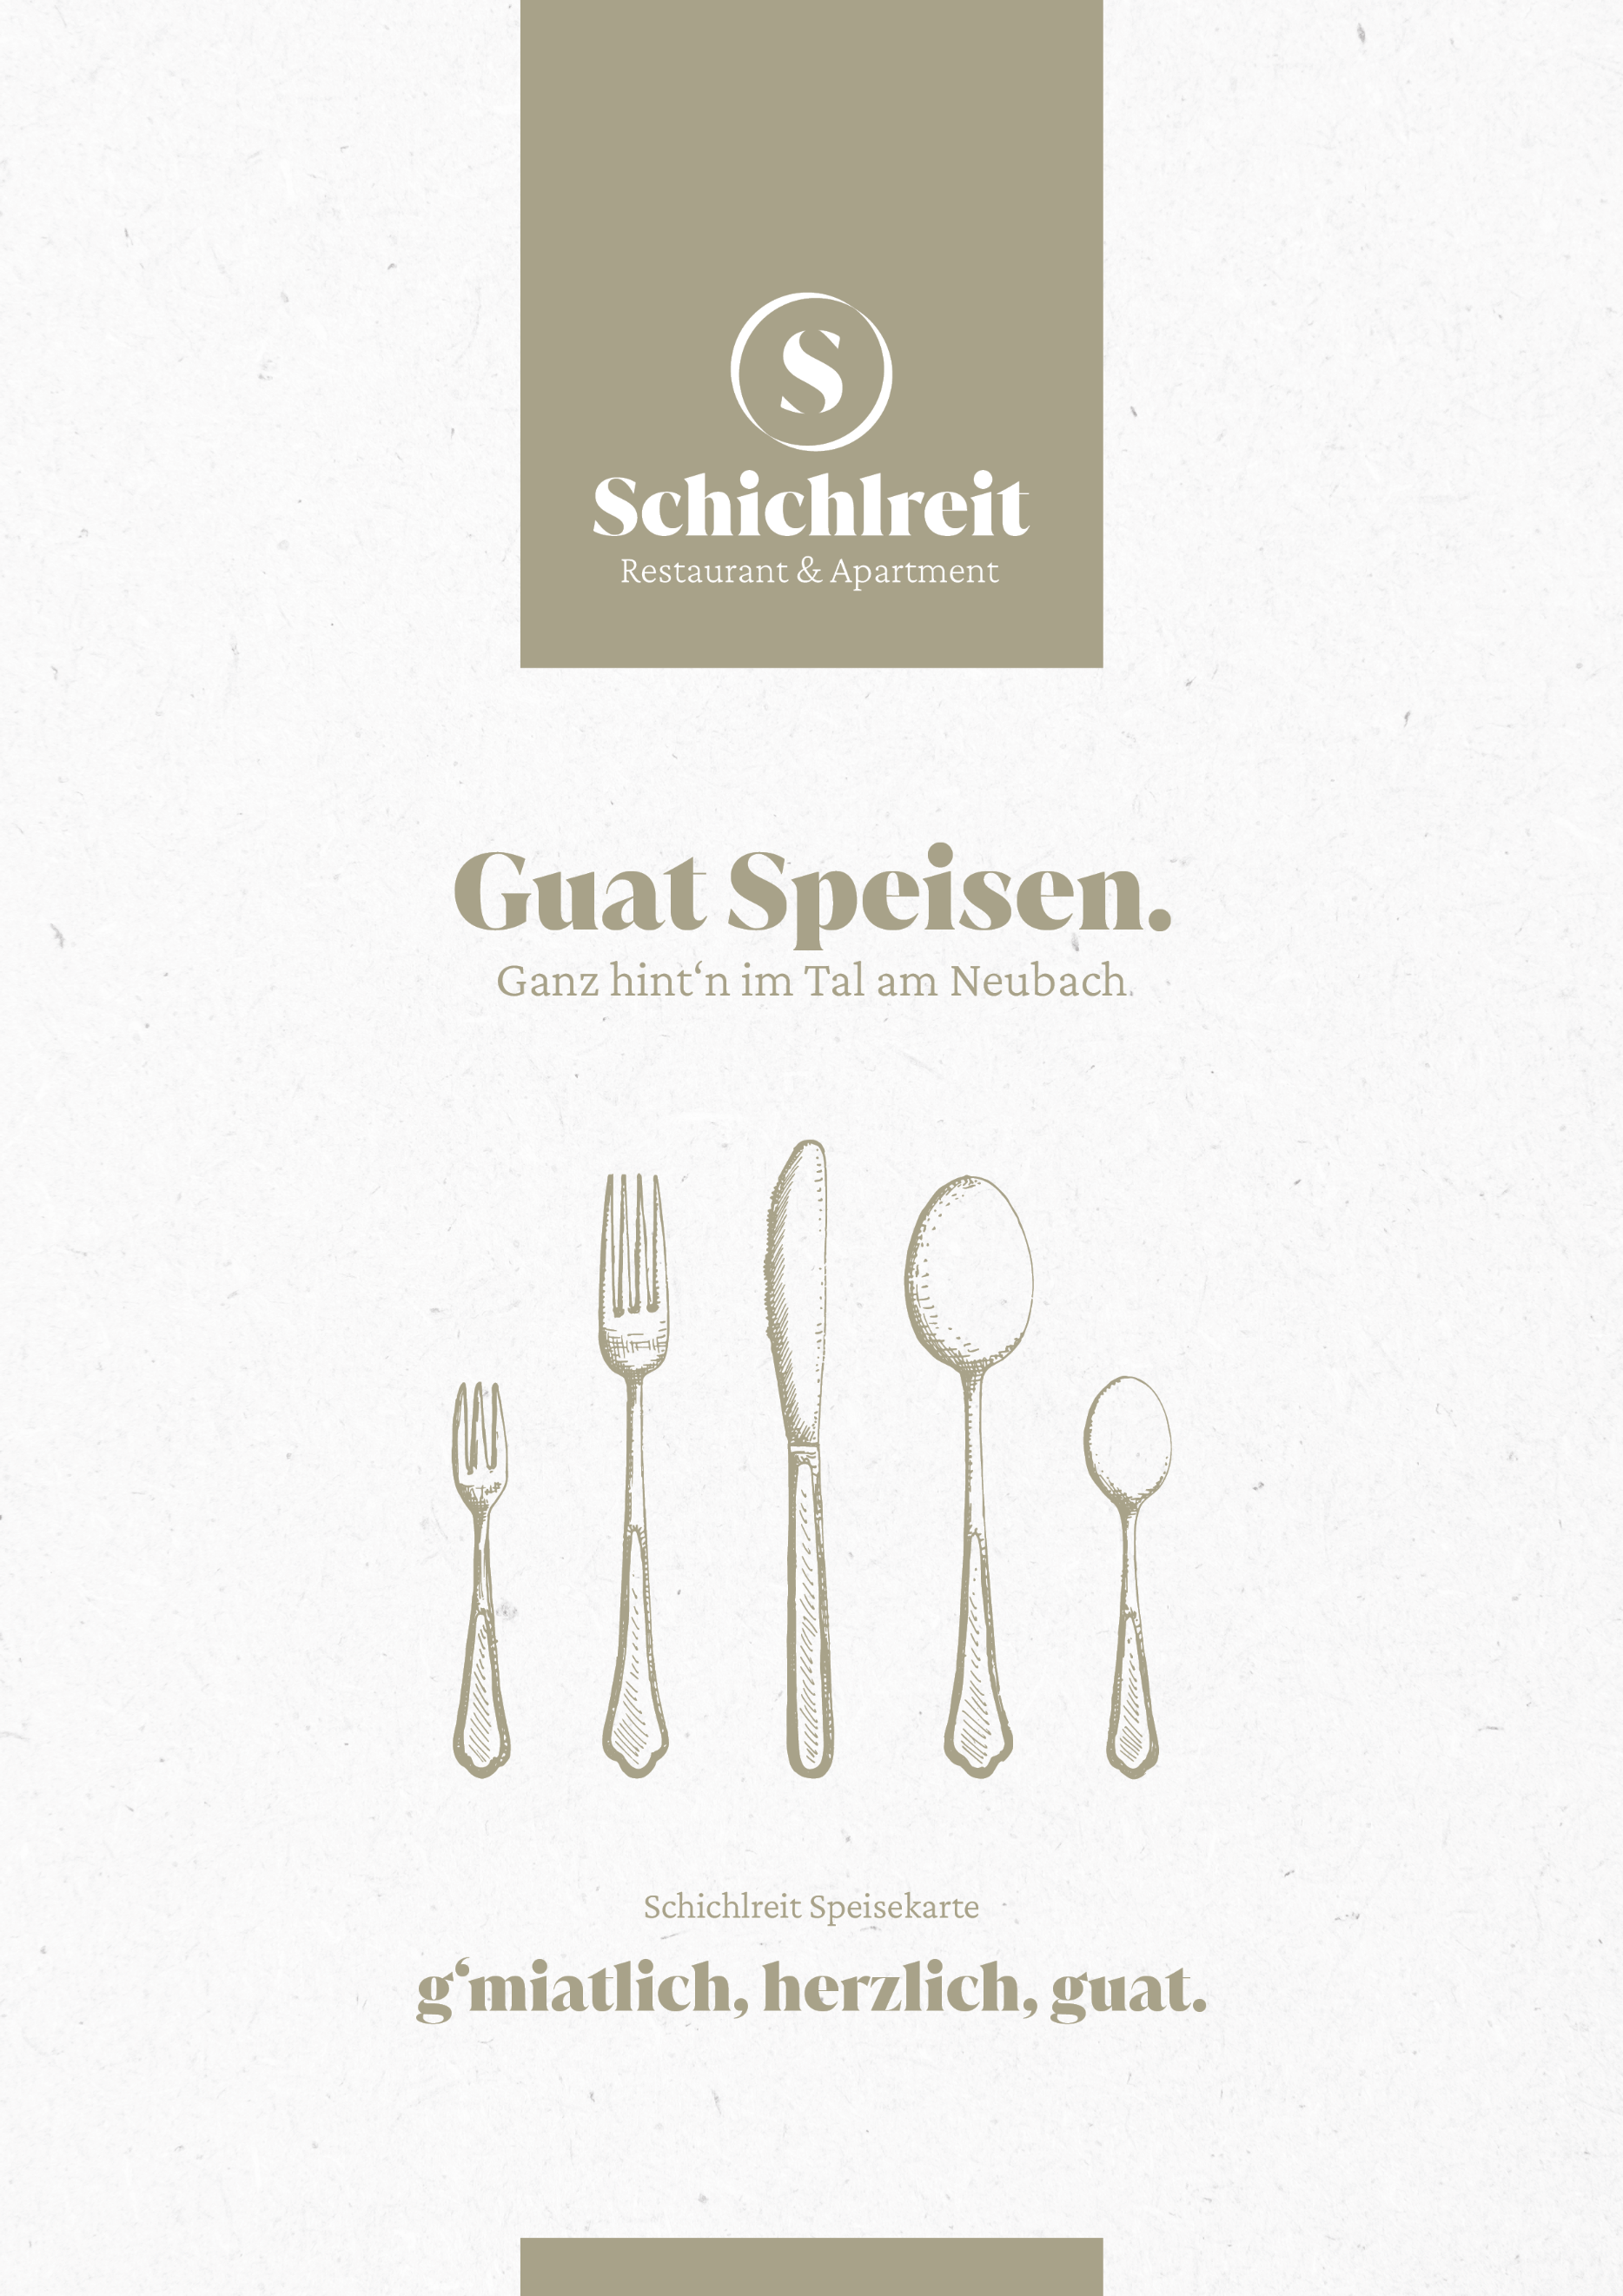 S
Schichlreit
Restaurant & Apartment
Guat Speisen.
Ganz hint‘n im Tal am Neubach.
Schichlreit Speisekarte
g‘miatlich, herzlich, guat.